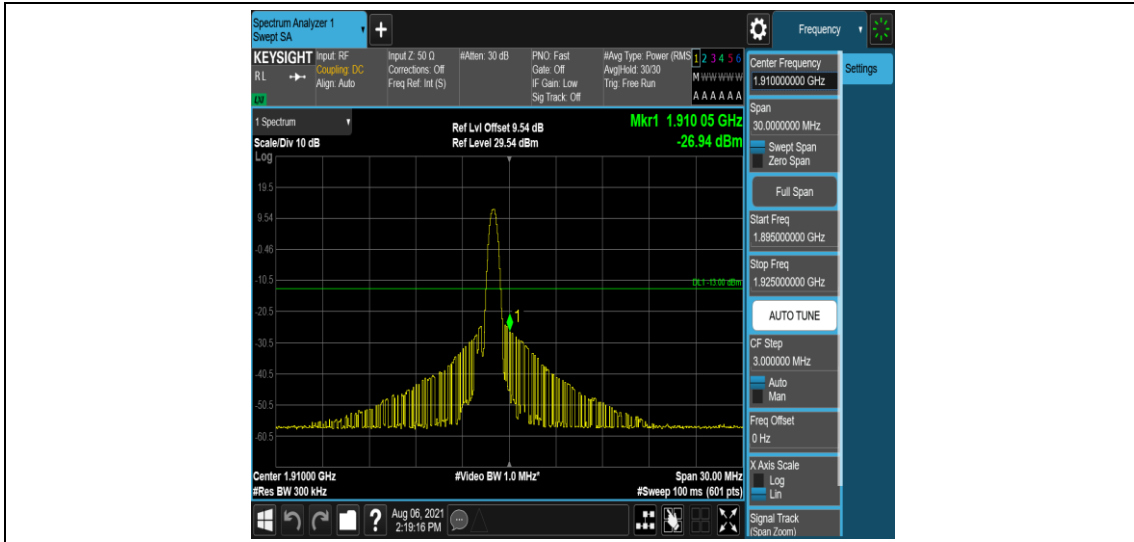 Spectrum Analyzer 1
Swept SA
+
Frequency
KEYSIGHT
RL
Input: RF
Coupling: DC
Align: Auto
Input Z: 50 Ω
Corrections: Off
Freq Ref: Int (S)
#Atten: 30 dB
PNO: Fast
Gate: Off
IF Gain: Low
Sig Track: Off
#Avg Type: Power (RMS
Avg|Hold: 30/30
Trig: Free Run
1 2 3 4 5 6
M W W W W W
A A A A A A
1 Spectrum
Scale/Div 10 dB
Log
Ref Lvl Offset 9.54 dB
Ref Level 29.54 dBm
Mkr1 1.910 05 GHz
-26.94 dBm
19.5
9.54
-0.46
-10.5
DL1 -13.00 dBm
-20.5
1
-30.5
-40.5
-50.5
-60.5
Center 1.91000 GHz
#Video BW 1.0 MHz*
Span 30.00 MHz
#Res BW 300 kHz
#Sweep 100 ms (601 pts)
Center Frequency
1.910000000 GHz
Settings
Span
30.0000000 MHz
Swept Span
Zero Span
Full Span
Start Freq
1.895000000 GHz
Stop Freq
1.925000000 GHz
AUTO TUNE
CF Step
3.000000 MHz
Auto
Man
Freq Offset
0 Hz
X Axis Scale
Log
Lin
Signal Track
(Span Zoom)
?
Aug 06, 2021
2:19:16 PM